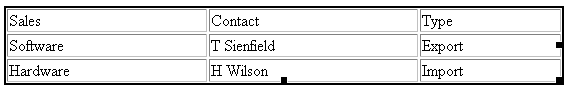 Sales Contact Type
Software T Sienfield Export
Hardware H Wilson Import